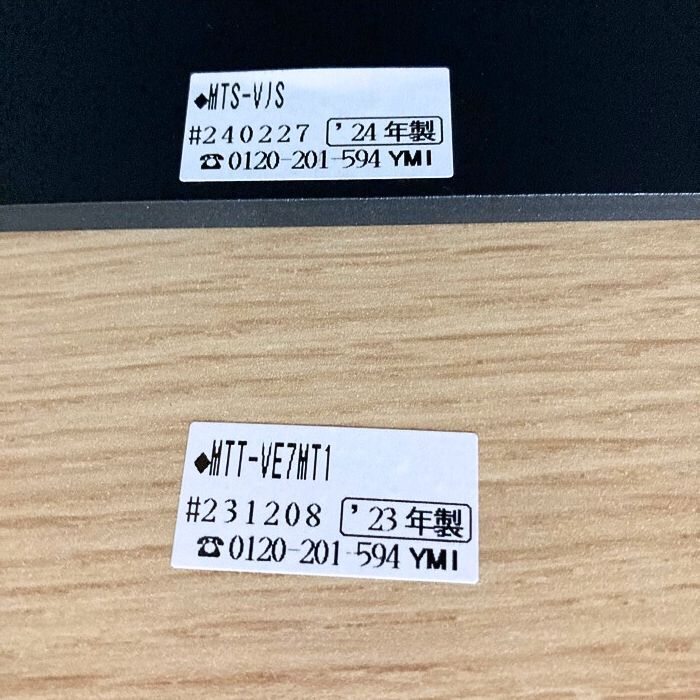 ◆MTS-VJS
#240227 '24年製
☎0120-201-594 YMI
◆MTT-VE7MT1
#231208 '23年製
☎0120-201-594 YMI